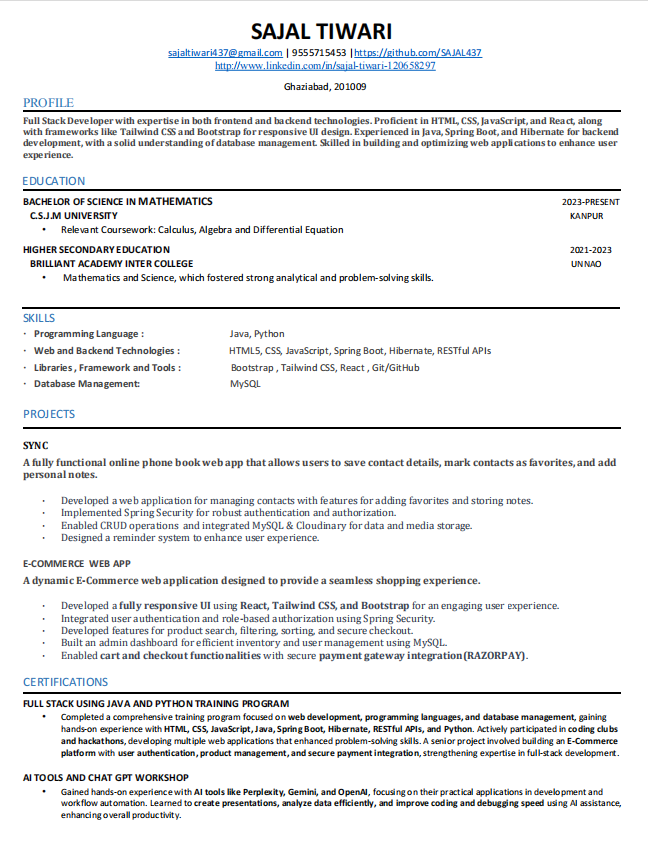 SAJAL TIWARI
sajaltiwari437@gmail.com | 9555715453 |https://github.com/SAJAL437
http://www.linkedin.com/in/sajal-tiwari-120658297
Ghaziabad, 201009
PROFILE
Full Stack Developer with expertise in both frontend and backend technologies. Proficient in HTML, CSS, JavaScript, and React, along
with frameworks like Tailwind CSS and Bootstrap for responsive UI design. Experienced in Java, Spring Boot, and Hibernate for backend
development, with a solid understanding of database management. Skilled in building and optimizing web applications to enhance user
experience.
EDUCATION
BACHELOR OF SCIENCE IN MATHEMATICS 2023-PRESENT
C.S.J.M UNIVERSITY KANPUR
• Relevant Coursework: Calculus, Algebra and Differential Equation
HIGHER SECONDARY EDUCATION 2021-2023
BRILLIANT ACADEMY INTER COLLEGE UNNAO
• Mathematics and Science, which fostered strong analytical and problem-solving skills.
SKILLS
· Programming Language : Java, Python
· Web and Backend Technologies : HTML5, CSS, JavaScript, Spring Boot, Hibernate, RESTful APIs
· Libraries , Framework and Tools : Bootstrap , Tailwind CSS, React , Git/GitHub
· Database Management: MySQL
PROJECTS
SYNC
A fully functional online phone book web app that allows users to save contact details, mark contacts as favorites, and add
personal notes.
· Developed a web application for managing contacts with features for adding favorites and storing notes.
· Implemented Spring Security for robust authentication and authorization.
· Enabled CRUD operations and integrated MySQL & Cloudinary for data and media storage.
· Designed a reminder system to enhance user experience.
E-COMMERCE WEB APP
A dynamic E-Commerce web application designed to provide a seamless shopping experience.
· Developed a fully responsive UI using React, Tailwind CSS, and Bootstrap for an engaging user experience.
· Integrated user authentication and role-based authorization using Spring Security.
· Developed features for product search, filtering, sorting, and secure checkout.
· Built an admin dashboard for efficient inventory and user management using MySQL.
· Enabled cart and checkout functionalities with secure payment gateway integration(RAZORPAY).
CERTIFICATIONS
FULL STACK USING JAVA AND PYTHON TRAINING PROGRAM
• Completed a comprehensive training program focused on web development, programming languages, and database management, gaining
hands-on experience with HTML, CSS, JavaScript, Java, Spring Boot, Hibernate, RESTful APIs, and Python. Actively participated in coding clubs
and hackathons, developing multiple web applications that enhanced problem-solving skills. A senior project involved building an E-Commerce
platform with user authentication, product management, and secure payment integration, strengthening expertise in full-stack development.
AI TOOLS AND CHAT GPT WORKSHOP
• Gained hands-on experience with AI tools like Perplexity, Gemini, and OpenAI, focusing on their practical applications in development and
workflow automation. Learned to create presentations, analyze data efficiently, and improve coding and debugging speed using AI assistance,
enhancing overall productivity.